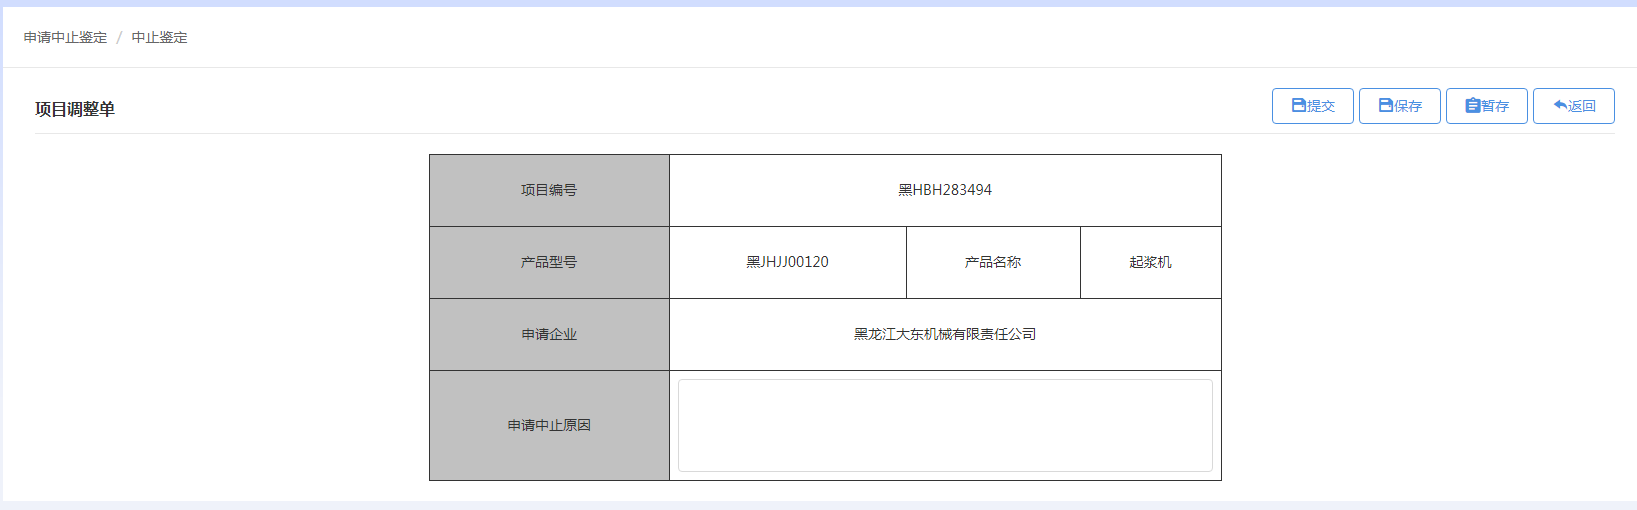 申请中止鉴定 / 中止鉴定
项目调整单
提交 保存 暂存 返回
项目编号 黑HBH283494
产品型号 黑JHJJ00120 产品名称 起浆机
申请企业 黑龙江大东机械有限责任公司
申请中止原因